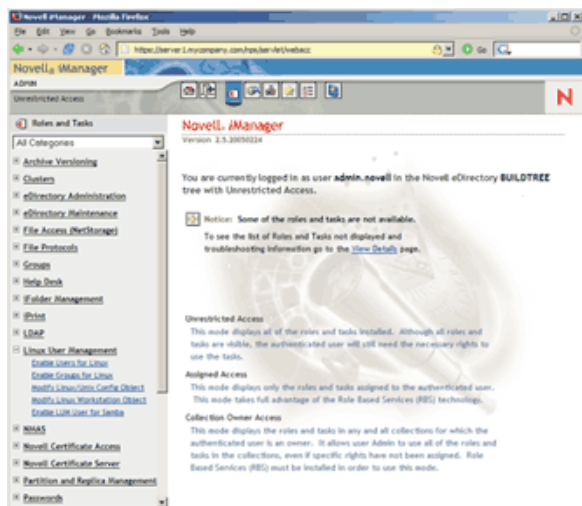 Novell iManager - Mozilla Firefox
File Edit View Go Bookmarks Tools Help
https://server1.mycompany.com/nps/servlet/webacc
Go
Novell® iManager
ADMIN
Unrestricted Access
N
Roles and Tasks
All Categories
Archive Versioning
Clusters
eDirectory Administration
eDirectory Maintenance
File Access (NetStorage)
File Protocols
Groups
Help Desk
iFolder Management
iPrint
LDAP
Linux User Management
Enable Users for Linux
Enable Groups for Linux
Modify Linux/Unix Config Object
Modify Linux Workstation Object
Enable LUM User for Samba
NMAS
Novell Certificate Access
Novell Certificate Server
Partition and Replica Management
Passwords
Novell® iManager
Version 2.5.20050224
You are currently logged in as user admin.novell in the Novell eDirectory BUILDTREE
tree with Unrestricted Access.
Notice: Some of the roles and tasks are not available.
To see the list of Roles and Tasks not displayed and
troubleshooting information go to the View Details page.
Unrestricted Access
This mode displays all of the roles and tasks installed. Although all roles and
tasks are visible, the authenticated user will still need the necessary rights to
use the tasks.
Assigned Access
This mode displays only the roles and tasks assigned to the authenticated user.
This mode takes full advantage of the Role Based Services (RBS) technology.
Collection Owner Access
This mode displays the roles and tasks in any and all collections for which the
authenticated user is an owner. It allows user Admin to use all of the roles and
tasks in the collections, even if specific rights have not been assigned. Role
Based Services (RBS) must be installed in order to use this mode.